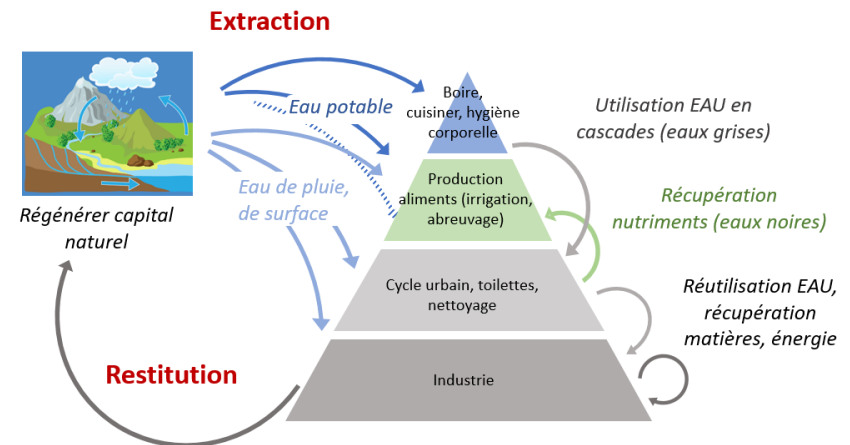 Extraction
Boire,
cuisiner, hygiène
corporelle
Eau potable
Utilisation EAU en
cascades (eaux grises)
Production
aliments (irrigation,
abreuvage)
Eau de pluie,
de surface
Récupération
nutriments (eaux noires)
Régénérer capital
naturel
Cycle urbain, toilettes,
nettoyage
Réutilisation EAU,
récupération
matières, énergie
Restitution
Industrie